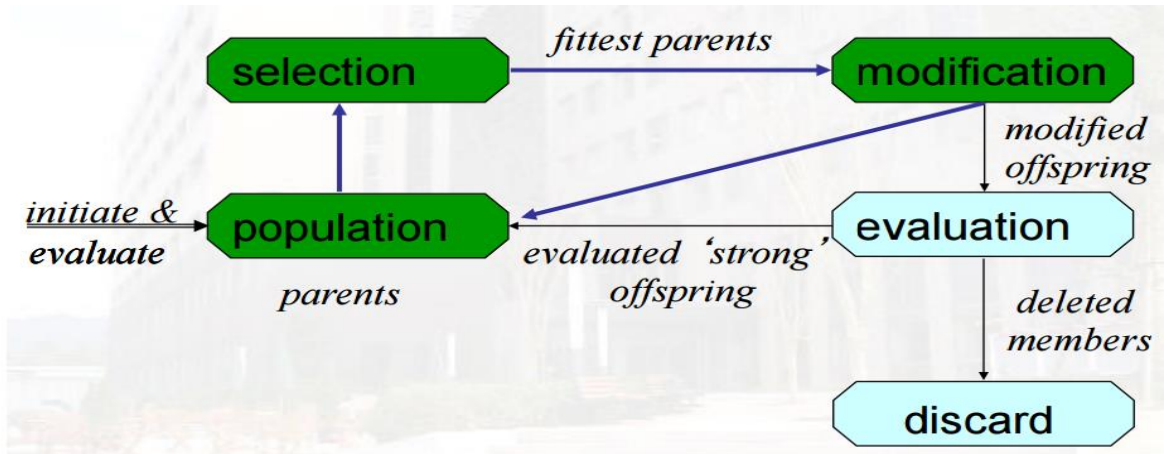 fittest parents
selection
modification
modified
offspring
initiate &
evaluate
population
evaluation
evaluated 'strong'
offspring
parents
deleted
members
discard